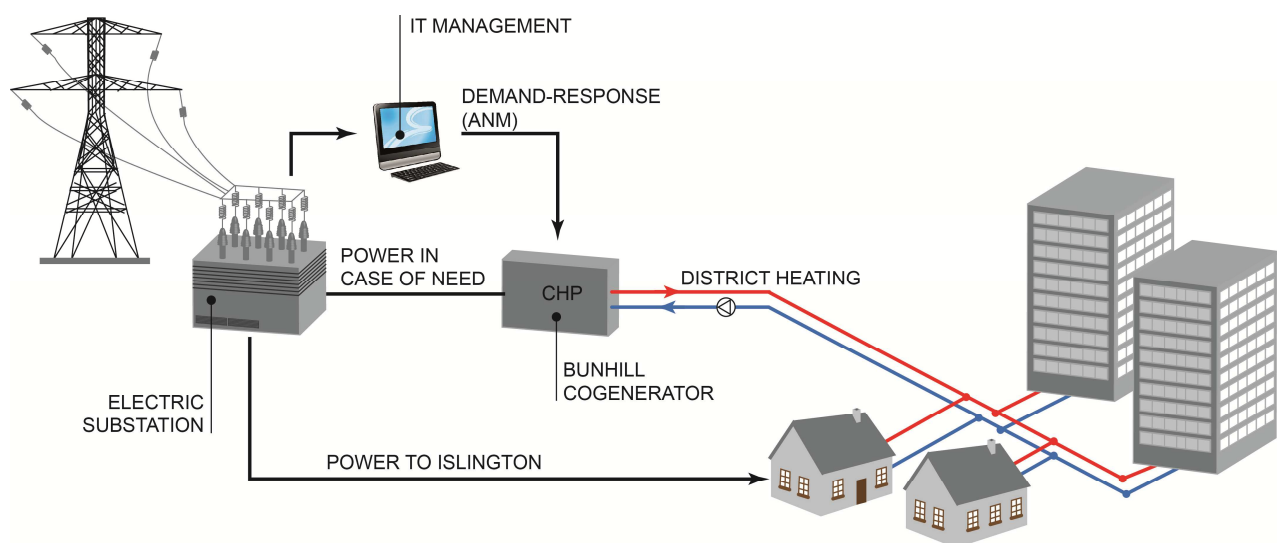 IT MANAGEMENT
DEMAND-RESPONSE
(ANM)
POWER IN
CASE OF NEED
CHP
DISTRICT HEATING
BUNHILL
COGENERATOR
ELECTRIC
SUBSTATION
POWER TO ISLINGTON